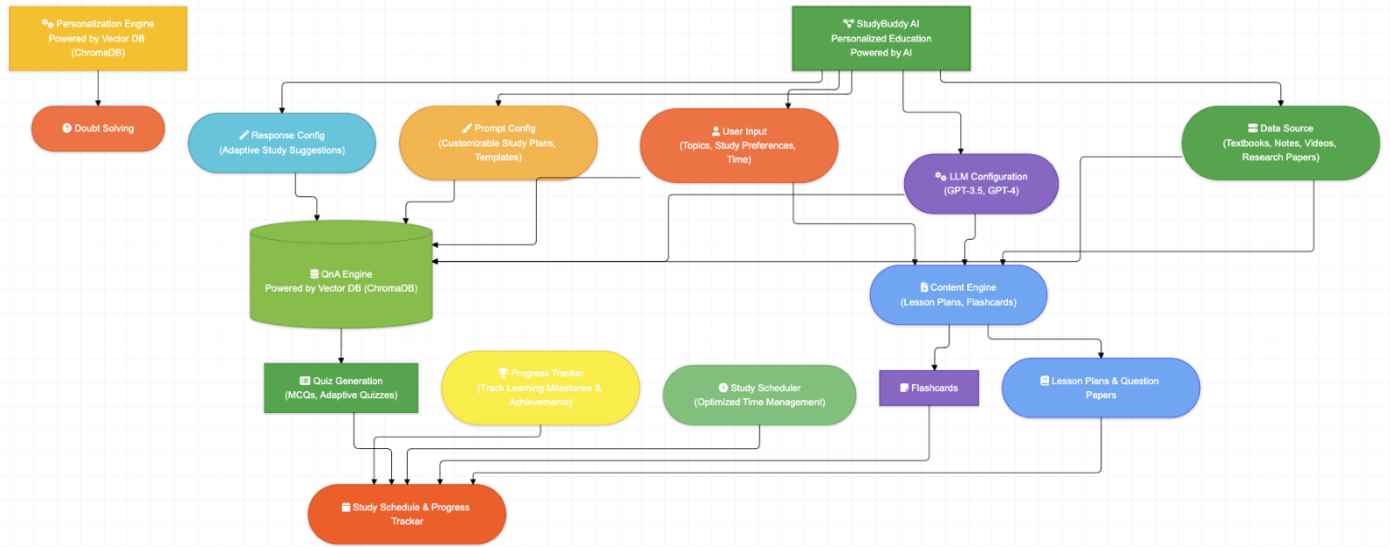 Personalization Engine
Powered by Vector DB
(ChromaDB)
StudyBuddy AI
Personalized Education
Powered by AI
Doubt Solving
Response Config
(Adaptive Study Suggestions)
Prompt Config
(Customizable Study Plans,
Templates)
User Input
(Topics, Study Preferences,
Time)
LLM Configuration
(GPT-3.5, GPT-4)
Data Source
(Textbooks, Notes, Videos,
Research Papers)
QnA Engine
Powered by Vector DB (ChromaDB)
Content Engine
(Lesson Plans, Flashcards)
Quiz Generation
(MCQs, Adaptive Quizzes)
Progress Tracker
(Track Learning Milestones &
Achievements)
Study Scheduler
(Optimized Time Management)
Flashcards
Lesson Plans & Question
Papers
Study Schedule & Progress
Tracker